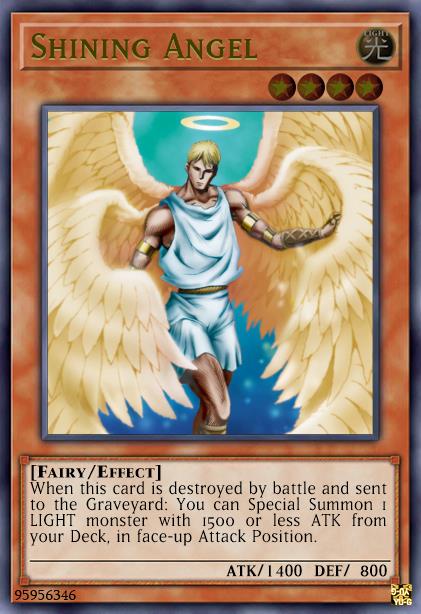 SHINING ANGEL
LIGHT
光
[FAIRY/EFFECT]
When this card is destroyed by battle and sent
to the Graveyard: You can Special Summon 1
LIGHT monster with 1500 or less ATK from
your Deck, in face-up Attack Position.
ATK/1400 DEF/ 800
95956346